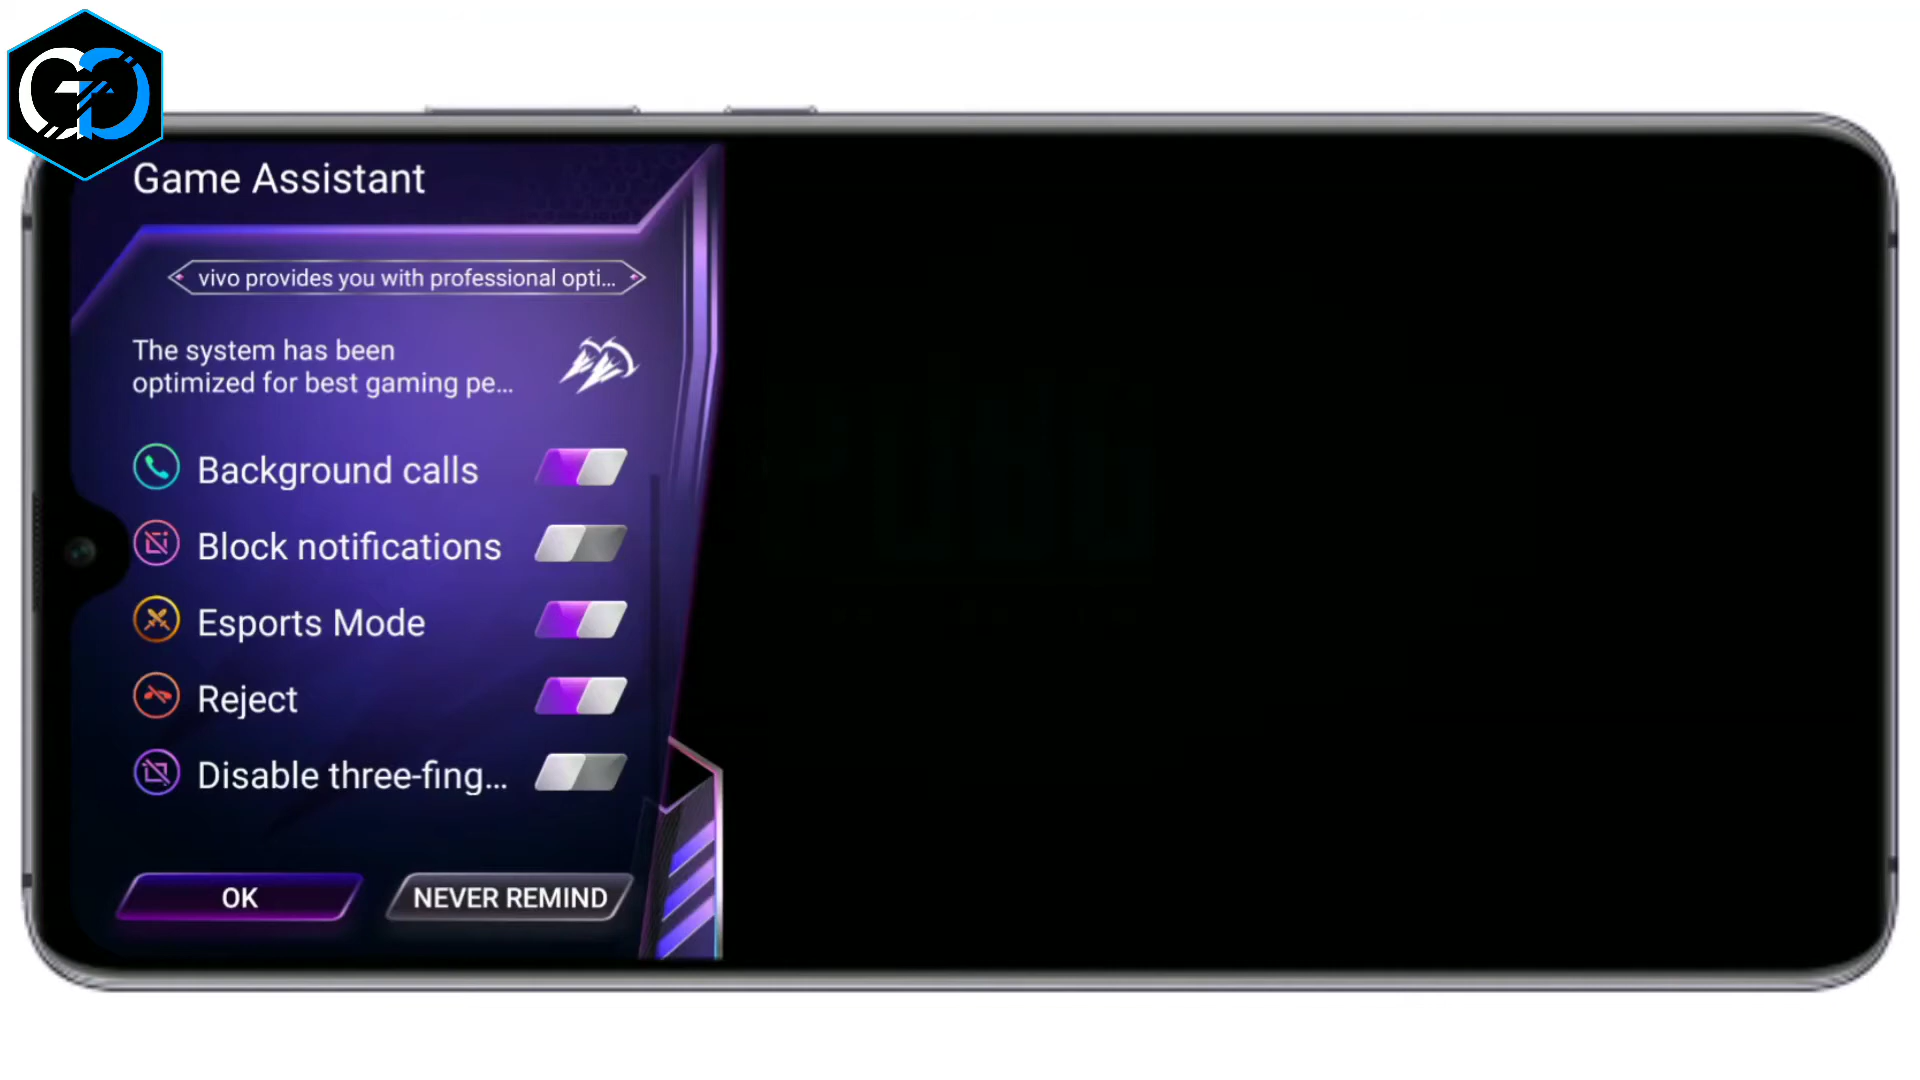 Game Assistant
vivo provides you with professional opti...
The system has been
optimized for best gaming pe...
Background calls
Block notifications
Esports Mode
Reject
Disable three-fing...
OK
NEVER REMIND